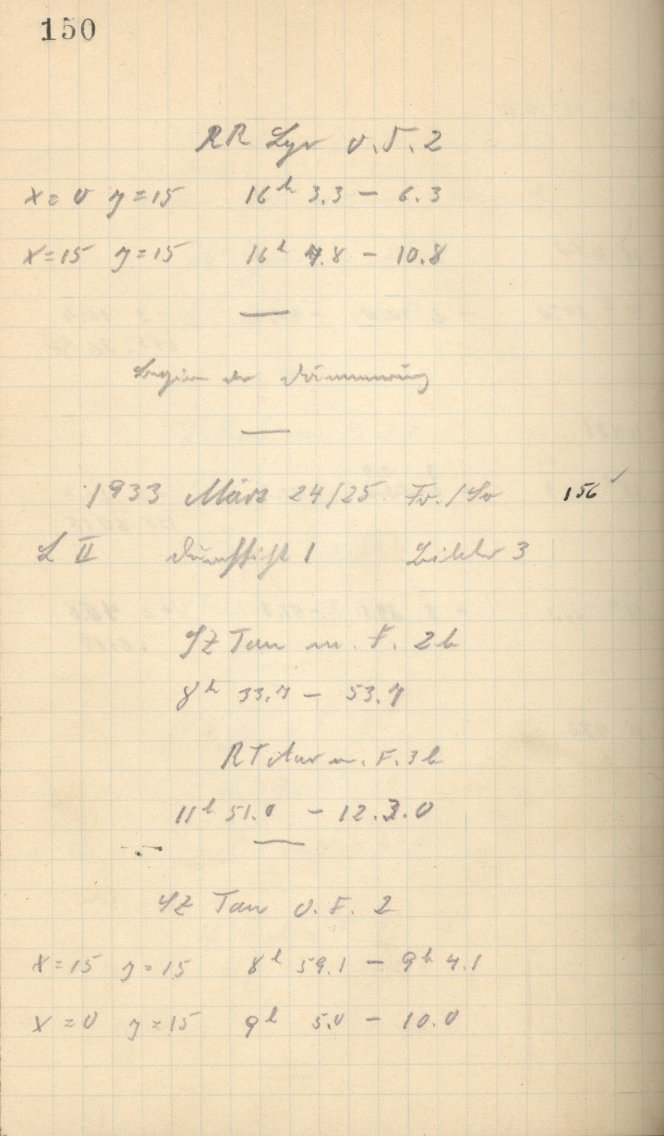 150
RR Lyr o. F. 2
x=0 y=15 16h 3.3 – 6.3
x=15 y=15 16h 7.8 – 10.8
Beginn der Dämmerung
1933 März 24/25 Fr./Sa 156 ✓
L II Durchsicht 1 Bilder 3
SZ Tau m. F. 2b
8h 33.7 – 53.7
RT Aur m. F. 3b
11h 51.0 – 12.3.0
SZ Tau o. F. 2
x=15 y=15 8h 59.1 – 9h 4.1
x=0 y=15 9h 5.0 – 10.0